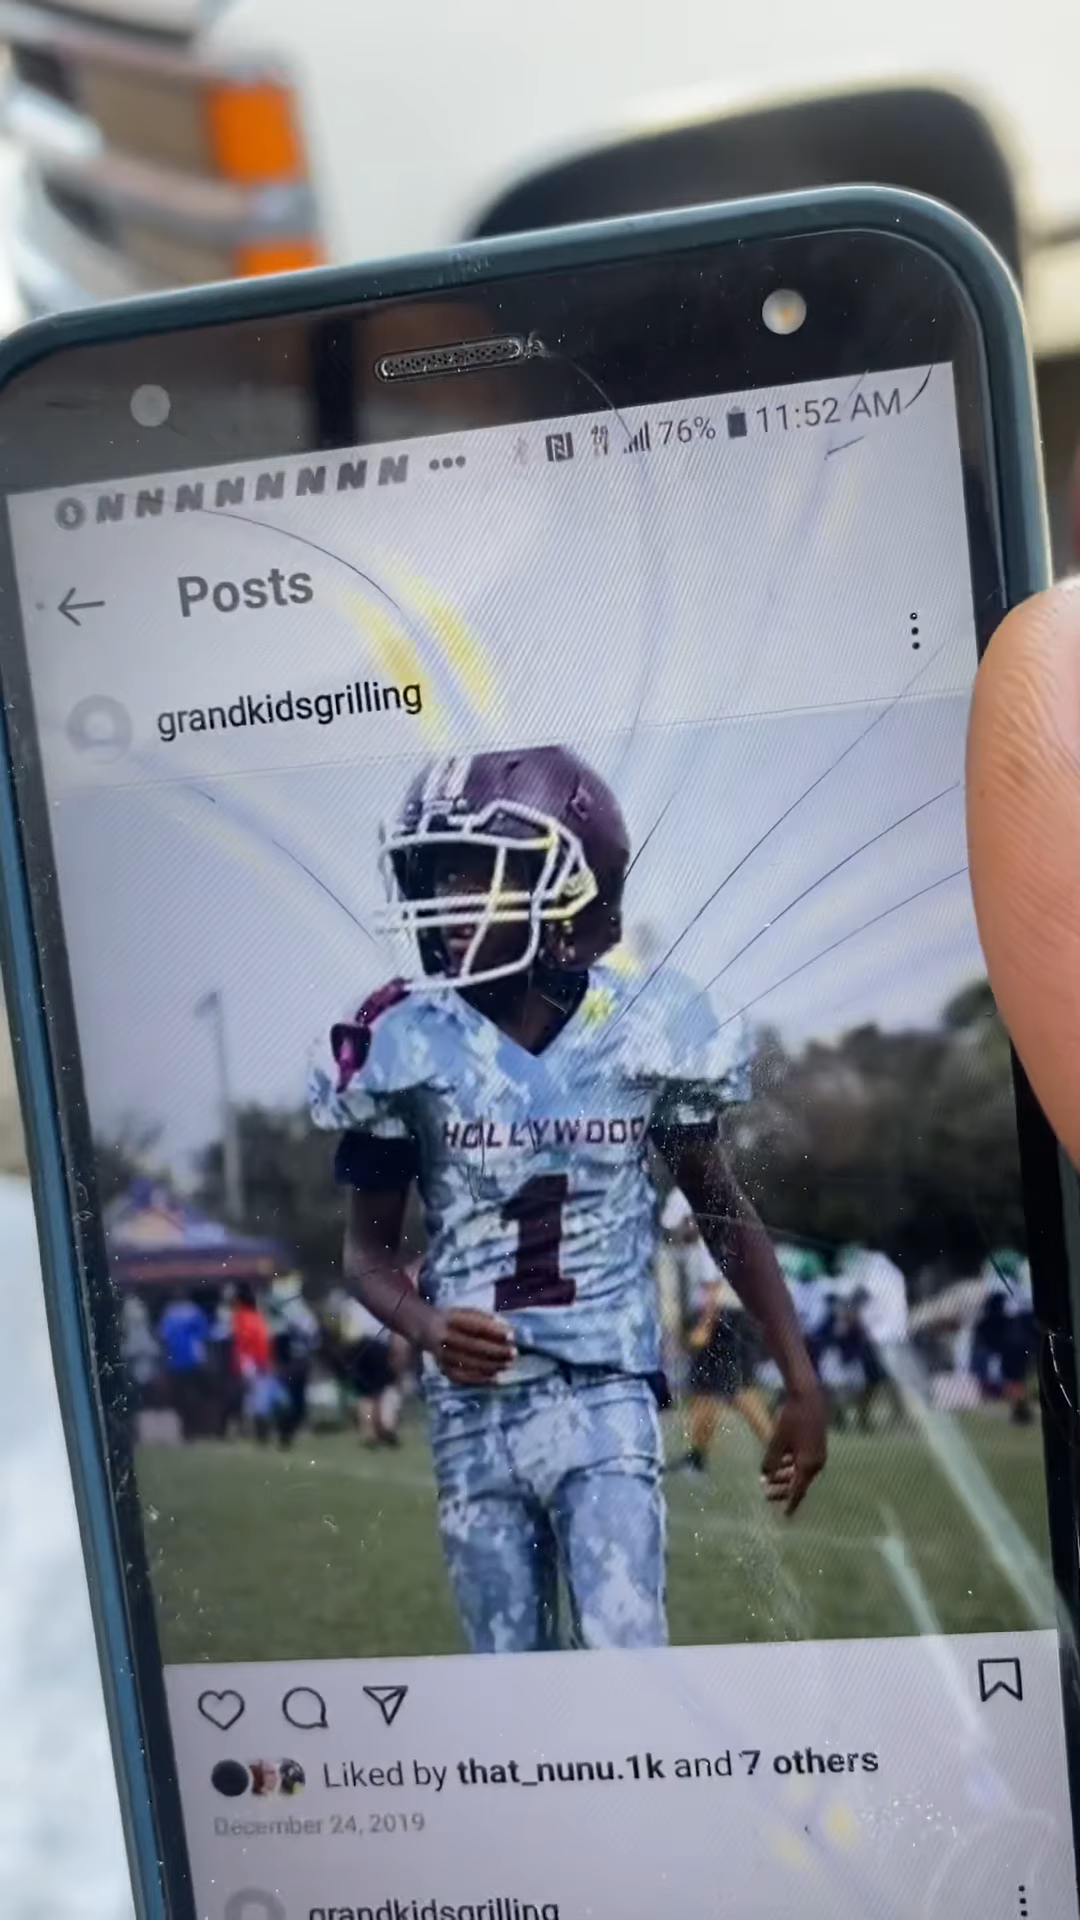 N N N N N N N N ••• 76% 11:52 AM
Posts
grandkidsgrilling
HOLLYWOOD
1
Liked by that_nunu.1k and 7 others
December 24, 2019
grandkidsgrilling